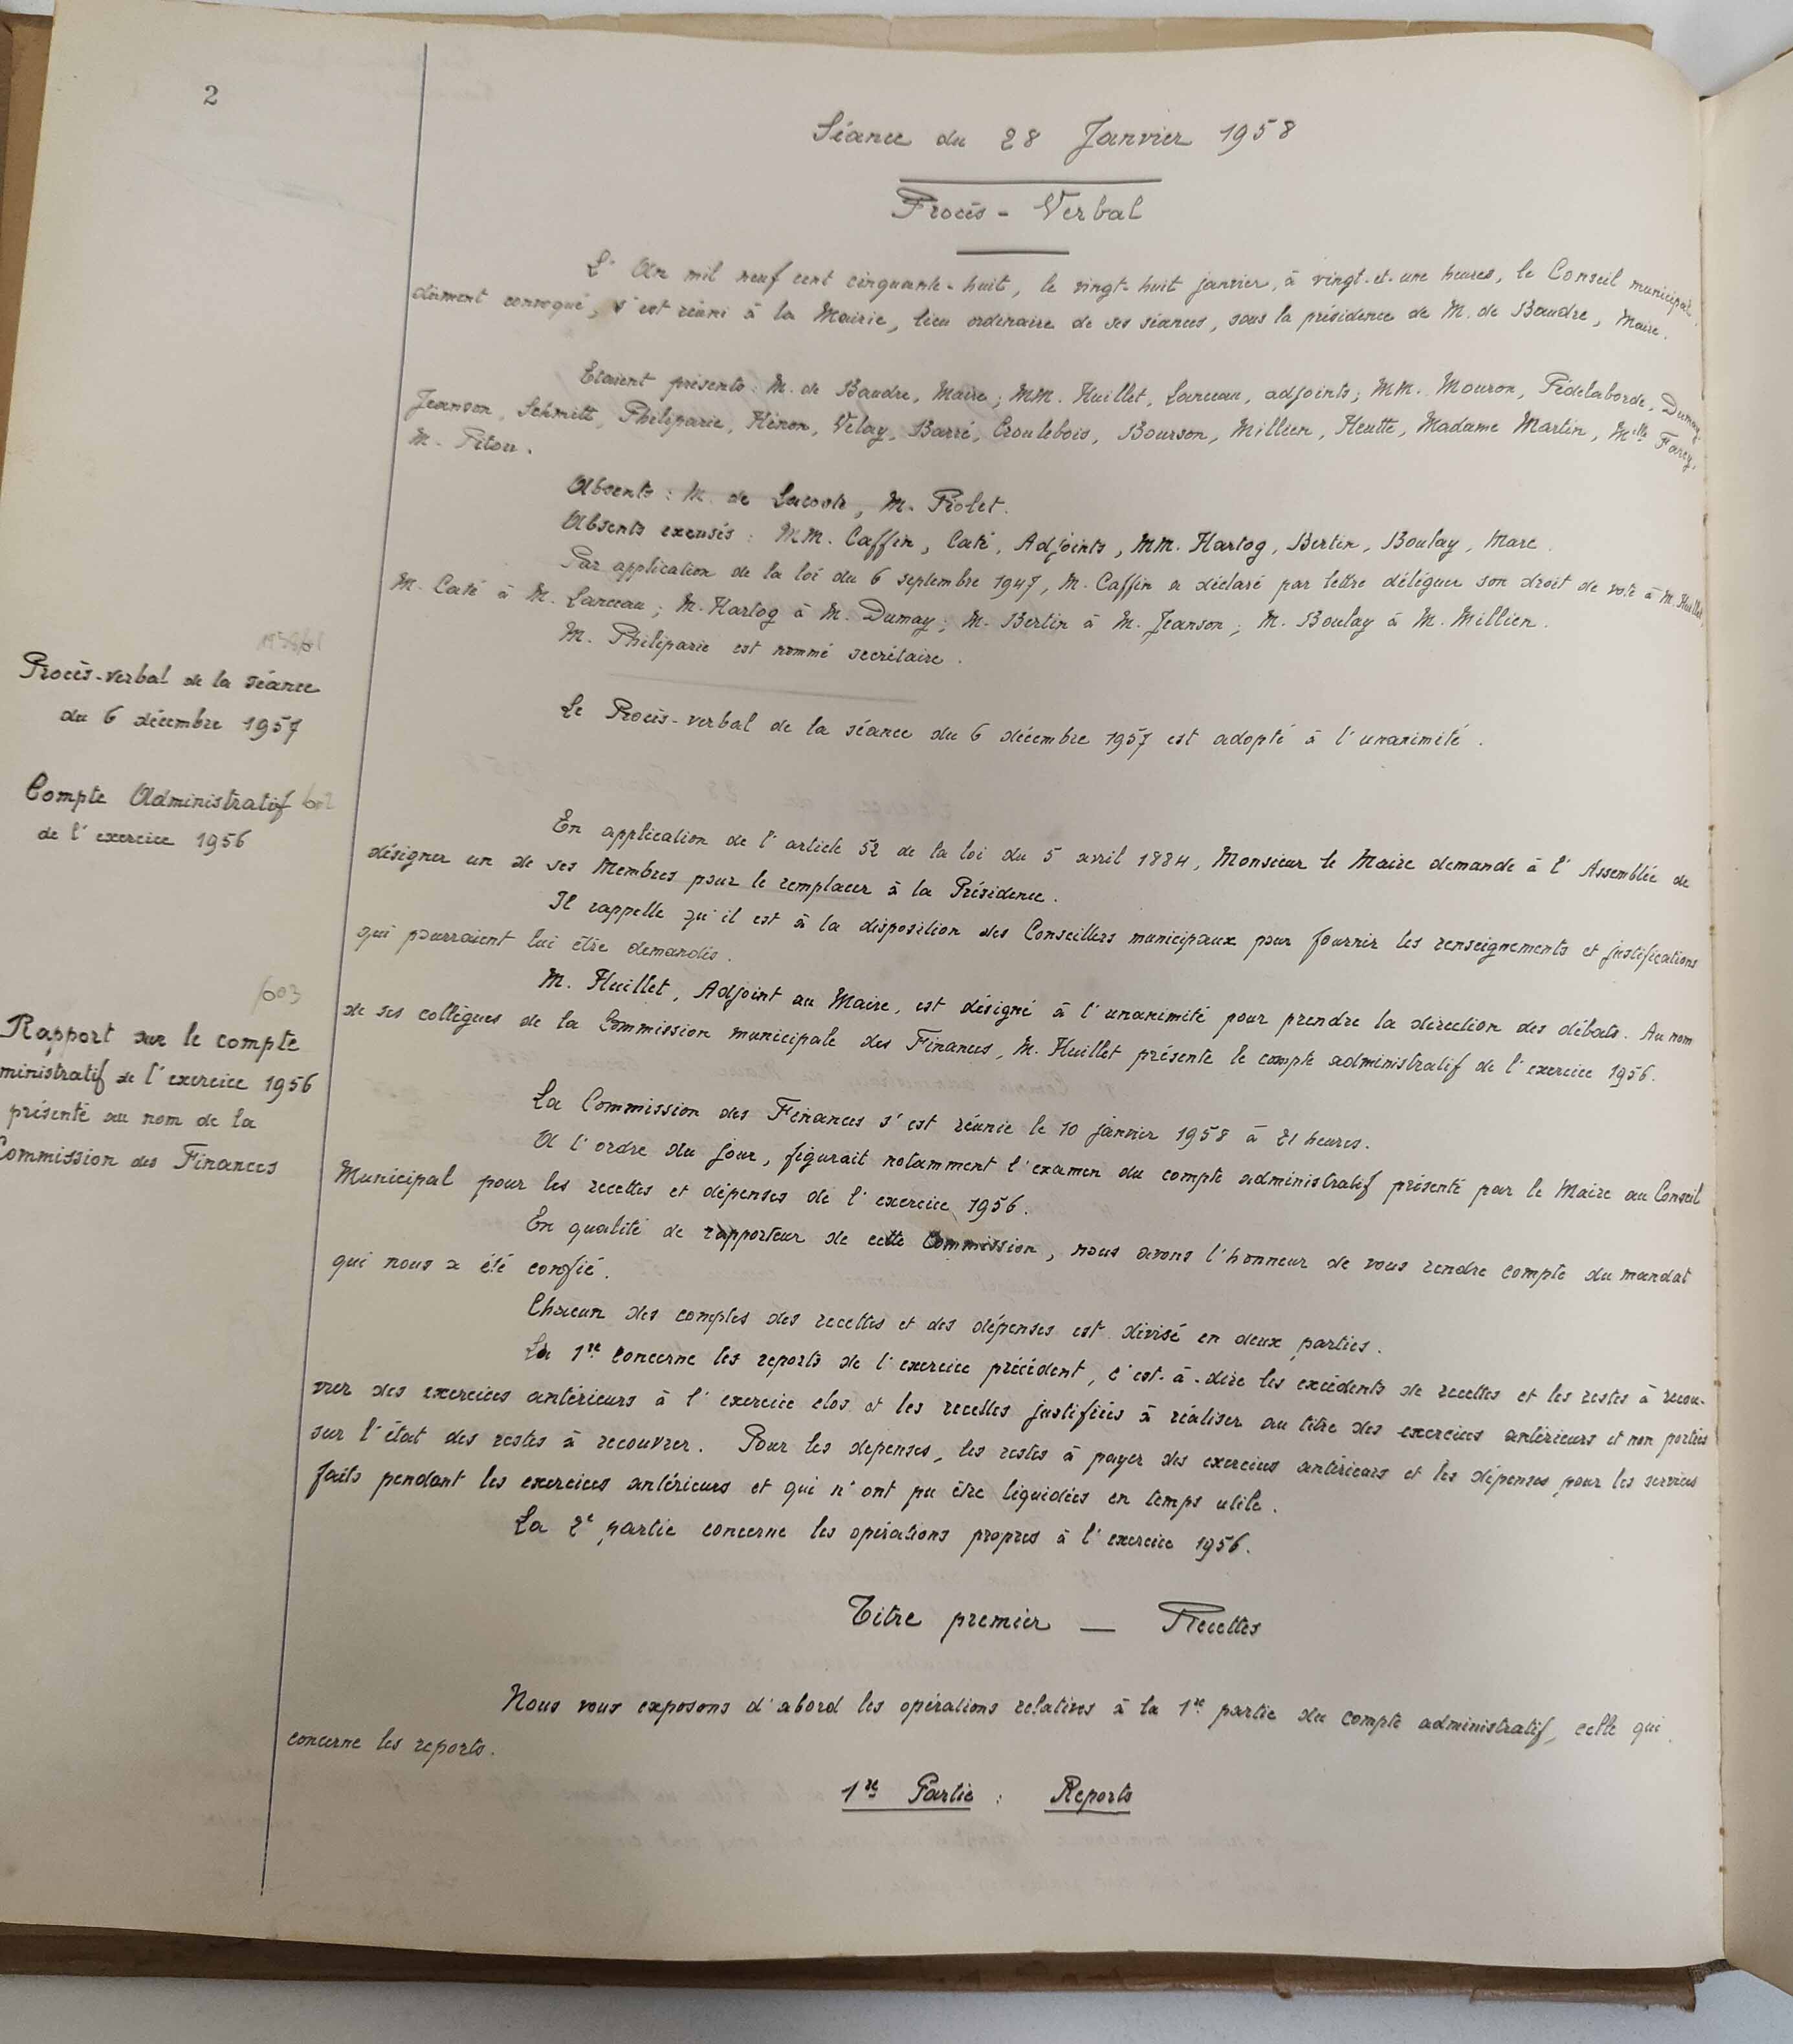 2
Séance du 28 Janvier 1958
Procès-Verbal
L'An mil neuf cent cinquante-huit, le vingt-huit janvier, à vingt-et-une heures, le Conseil municipal,
dûment convoqué, s'est réuni à la Mairie, lieu ordinaire de ses séances, sous la présidence de M. de Baudre, Maire.
Etaient présents : M. de Baudre, Maire ; MM. Huillet, Lanceau, adjoints ; MM. Mouron, Pédelaborde, Dumay,
Jeanson, Schmitt, Philiparie, Hénon, Velay, Barré, Croulebois, Bourson, Millien, Heutte, Madame Martin, Mlle Farcy,
M. Pitou.
Absents : M. de Lacoste, M. Piolet.
Absents excusés : MM. Caffin, Caté, Adjoints, MM. Hartog, Bertin, Boulay, Marc.
Par application de la loi du 6 septembre 1947, M. Caffin a déclaré par lettre déléguer son droit de vote à M. Huillet,
M. Caté à M. Lanceau ; M. Hartog à M. Dumay ; M. Bertin à M. Jeanson ; M. Boulay à M. Millien.
M. Philiparie est nommé secrétaire.
Procès-verbal de la séance
du 6 décembre 1957
Le Procès-verbal de la séance du 6 décembre 1957 est adopté à l'unanimité.
Compte Administratif 602
de l'exercice 1956
En application de l'article 52 de la loi du 5 avril 1884, Monsieur le Maire demande à l'Assemblée de
désigner un de ses Membres pour le remplacer à la Présidence.
Il rappelle qu'il est à la disposition des Conseillers municipaux pour fournir les renseignements et justifications
qui pourraient lui être demandés.
M. Huillet, Adjoint au Maire, est désigné à l'unanimité pour prendre la direction des débats. Au nom
de ses collègues de la Commission municipale des Finances, M. Huillet présente le compte administratif de l'exercice 1956.
603
Rapport sur le compte
ministratif de l'exercice 1956
présenté au nom de la
Commission des Finances
La Commission des Finances s'est réunie le 10 janvier 1958 à 21 heures.
A l'ordre du jour, figurait notamment l'examen du compte administratif présenté par le Maire au Conseil
Municipal pour les recettes et dépenses de l'exercice 1956.
En qualité de rapporteur de cette Commission, nous avons l'honneur de vous rendre compte du mandat
qui nous a été confié.
Chacun des comptes des recettes et des dépenses est divisé en deux parties.
La 1re concerne les reports de l'exercice précédent, c'est-à-dire les excédents de recettes et les restes à recou-
vrer des exercices antérieurs à l'exercice clos et les recettes justifiées à réaliser au titre des exercices antérieurs et non portées
sur l'état des restes à recouvrer. Pour les dépenses, les restes à payer des exercices antérieurs et les dépenses pour les services
faits pendant les exercices antérieurs et qui n'ont pu être liquidées en temps utile.
La 2e partie concerne les opérations propres à l'exercice 1956.
Titre premier — Recettes
Nous vous exposons d'abord les opérations relatives à la 1re partie du compte administratif, celle qui
concerne les reports.
1re Partie : Reports